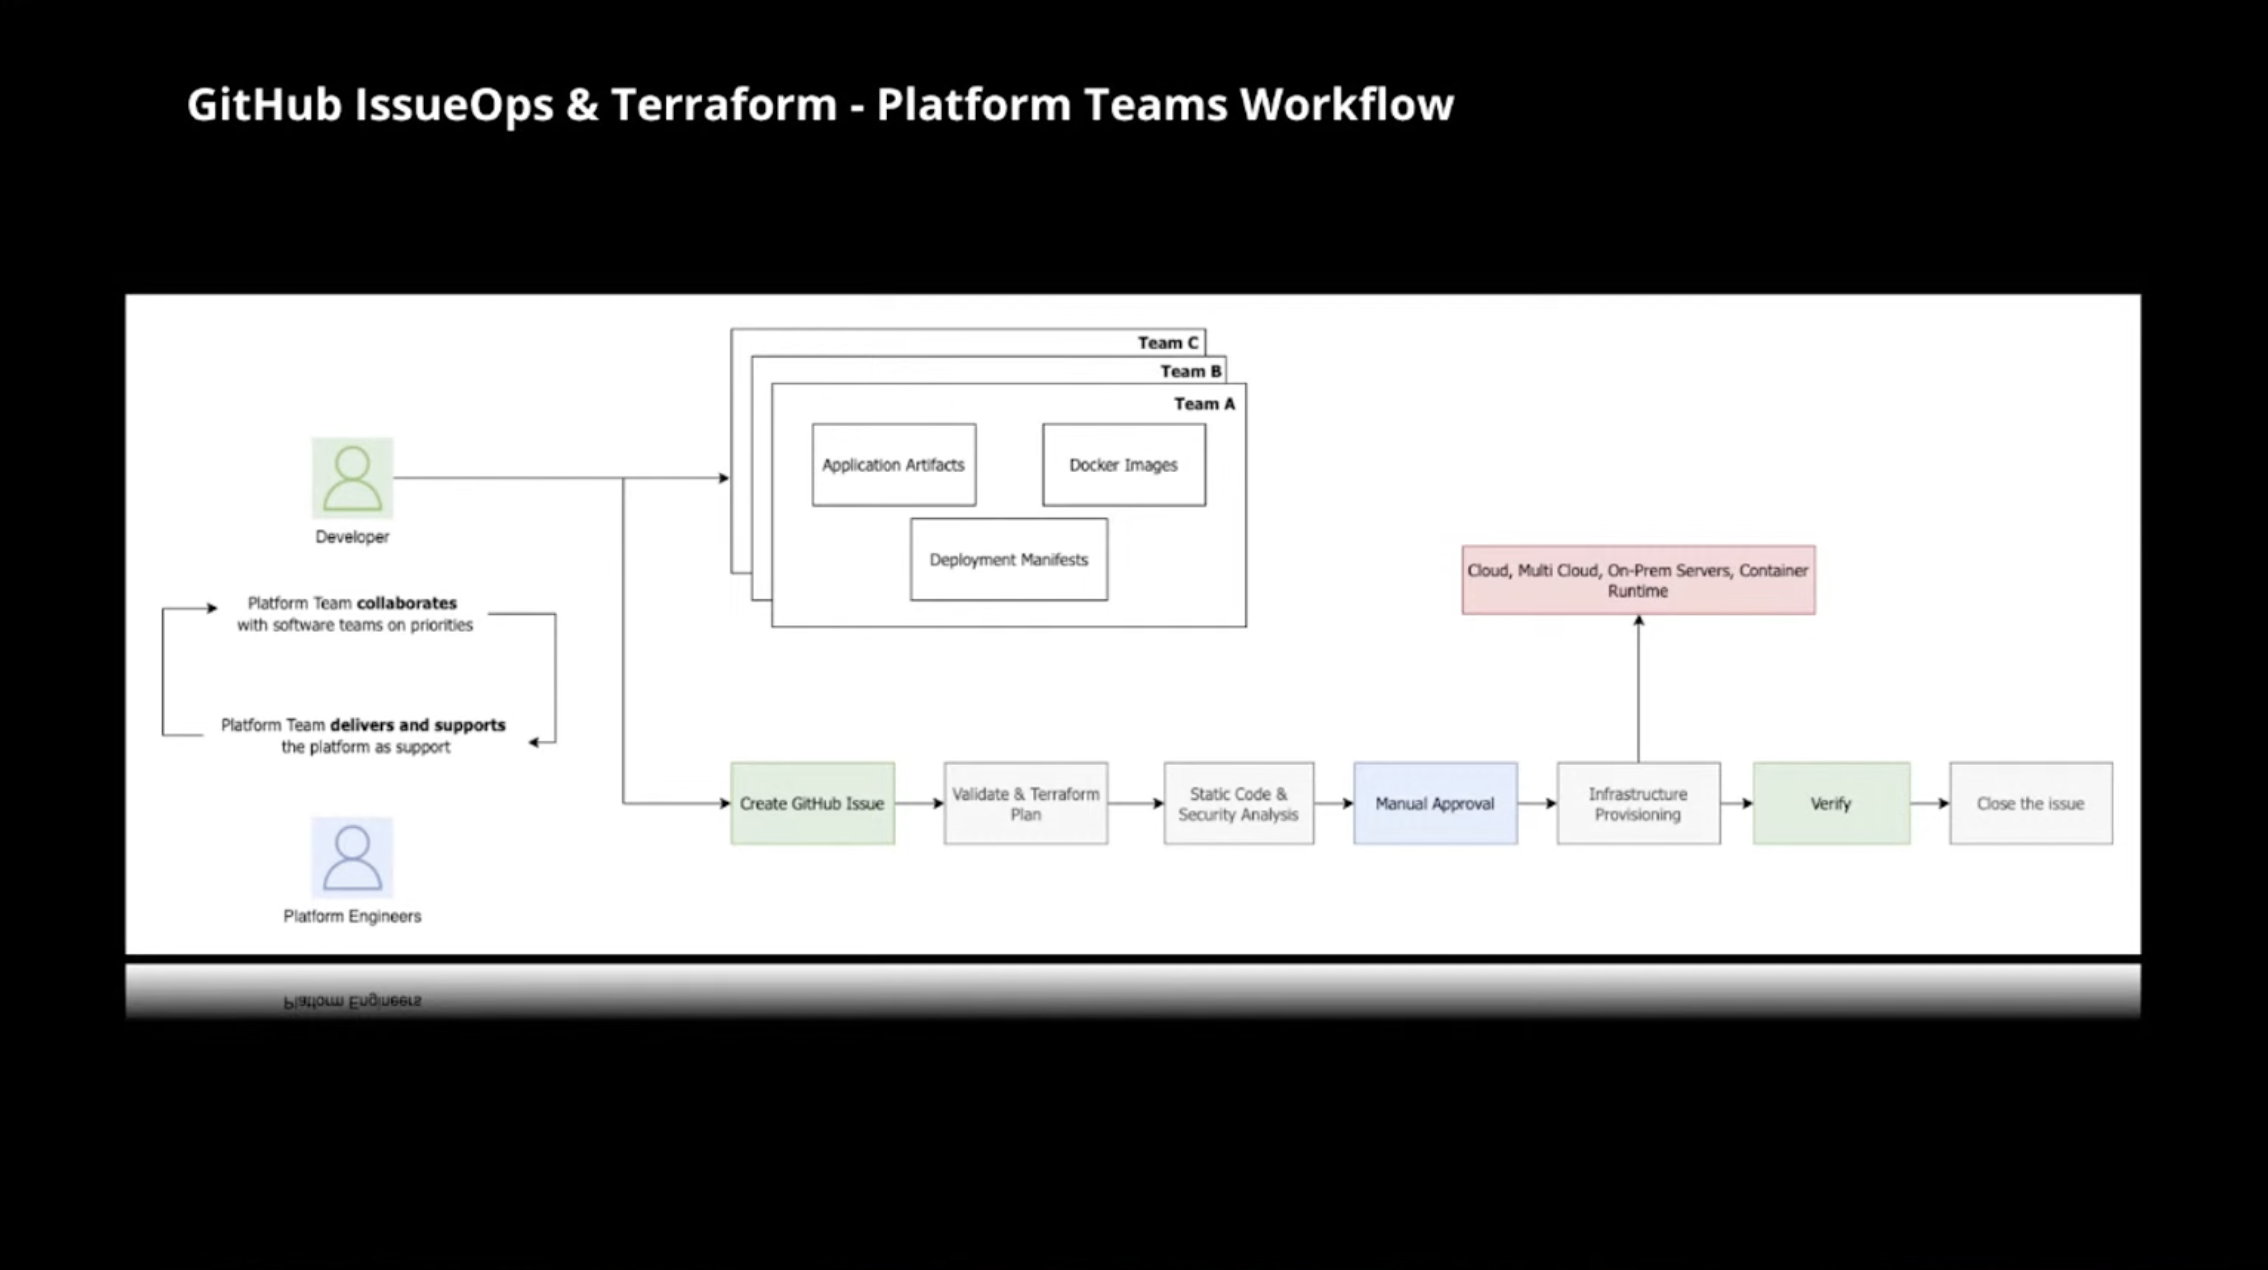 GitHub IssueOps & Terraform - Platform Teams Workflow
Team C
Team B
Team A
Application Artifacts
Docker Images
Deployment Manifests
Developer
Platform Team collaborates
with software teams on priorities
Platform Team delivers and supports
the platform as support
Platform Engineers
Cloud, Multi Cloud, On-Prem Servers, Container
Runtime
Create GitHub Issue
Validate & Terraform
Plan
Static Code &
Security Analysis
Manual Approval
Infrastructure
Provisioning
Verify
Close the issue
Platform Engineers